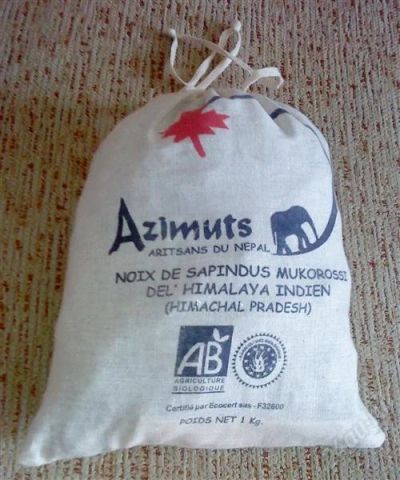 Azimuts
ARITSANS DU NEPAL
NOIX DE SAPINDUS MUKOROSSI
DEL' HIMALAYA INDIEN
(HIMACHAL PRADESH)
AB
AGRICULTURE
BIOLOGIQUE
Certifié par Ecocert sas - F32600
POIDS NET 1 Kg.